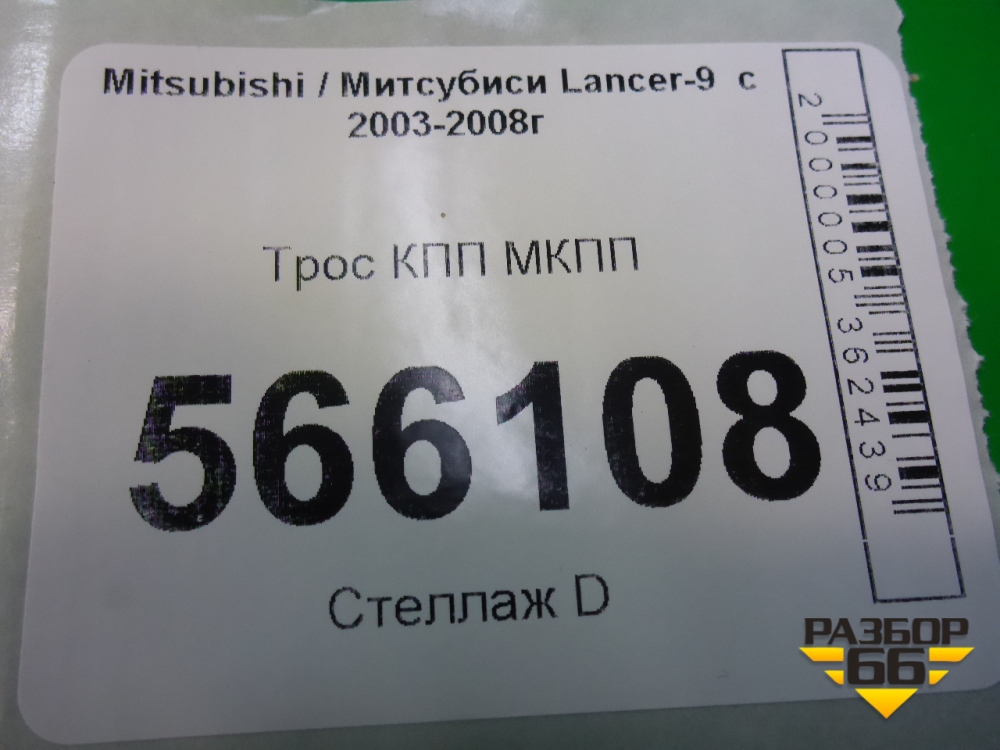 Mitsubishi / Митсубиси Lancer-9 с
2003-2008г
Трос КПП МКПП
566108
Стеллаж D
2000005362439
РАЗБОР
66